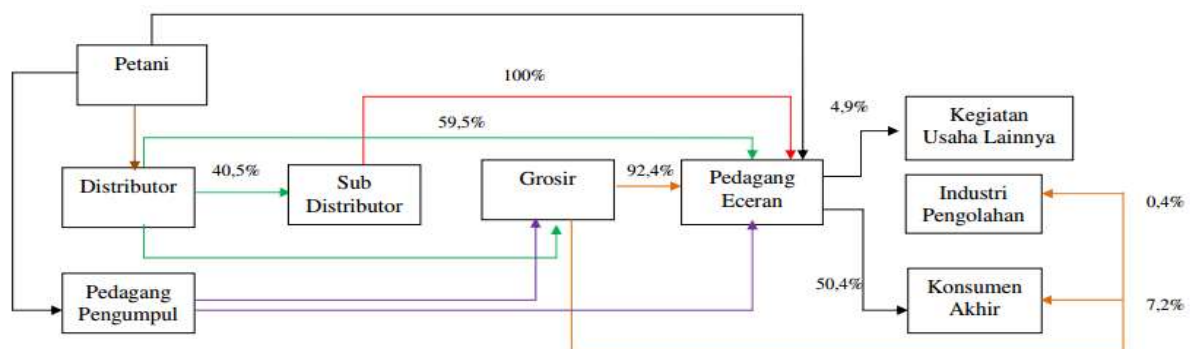 Petani
100%
4,9%
Kegiatan
Usaha Lainnya
59,5%
Distributor
40,5%
Sub
Distributor
Grosir
92,4%
Pedagang
Eceran
Industri
Pengolahan
0,4%
Pedagang
Pengumpul
50,4%
Konsumen
Akhir
7,2%